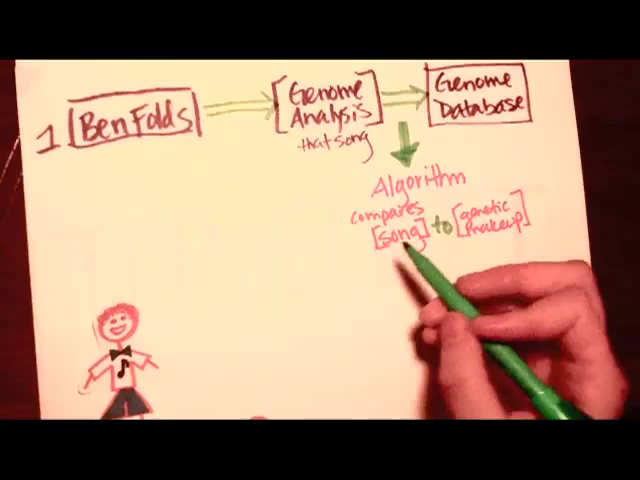 1 Ben Folds
Genome
Analysis
that song
Genome
Database
Algorithm
compares
[song] to [genetic
makeup]